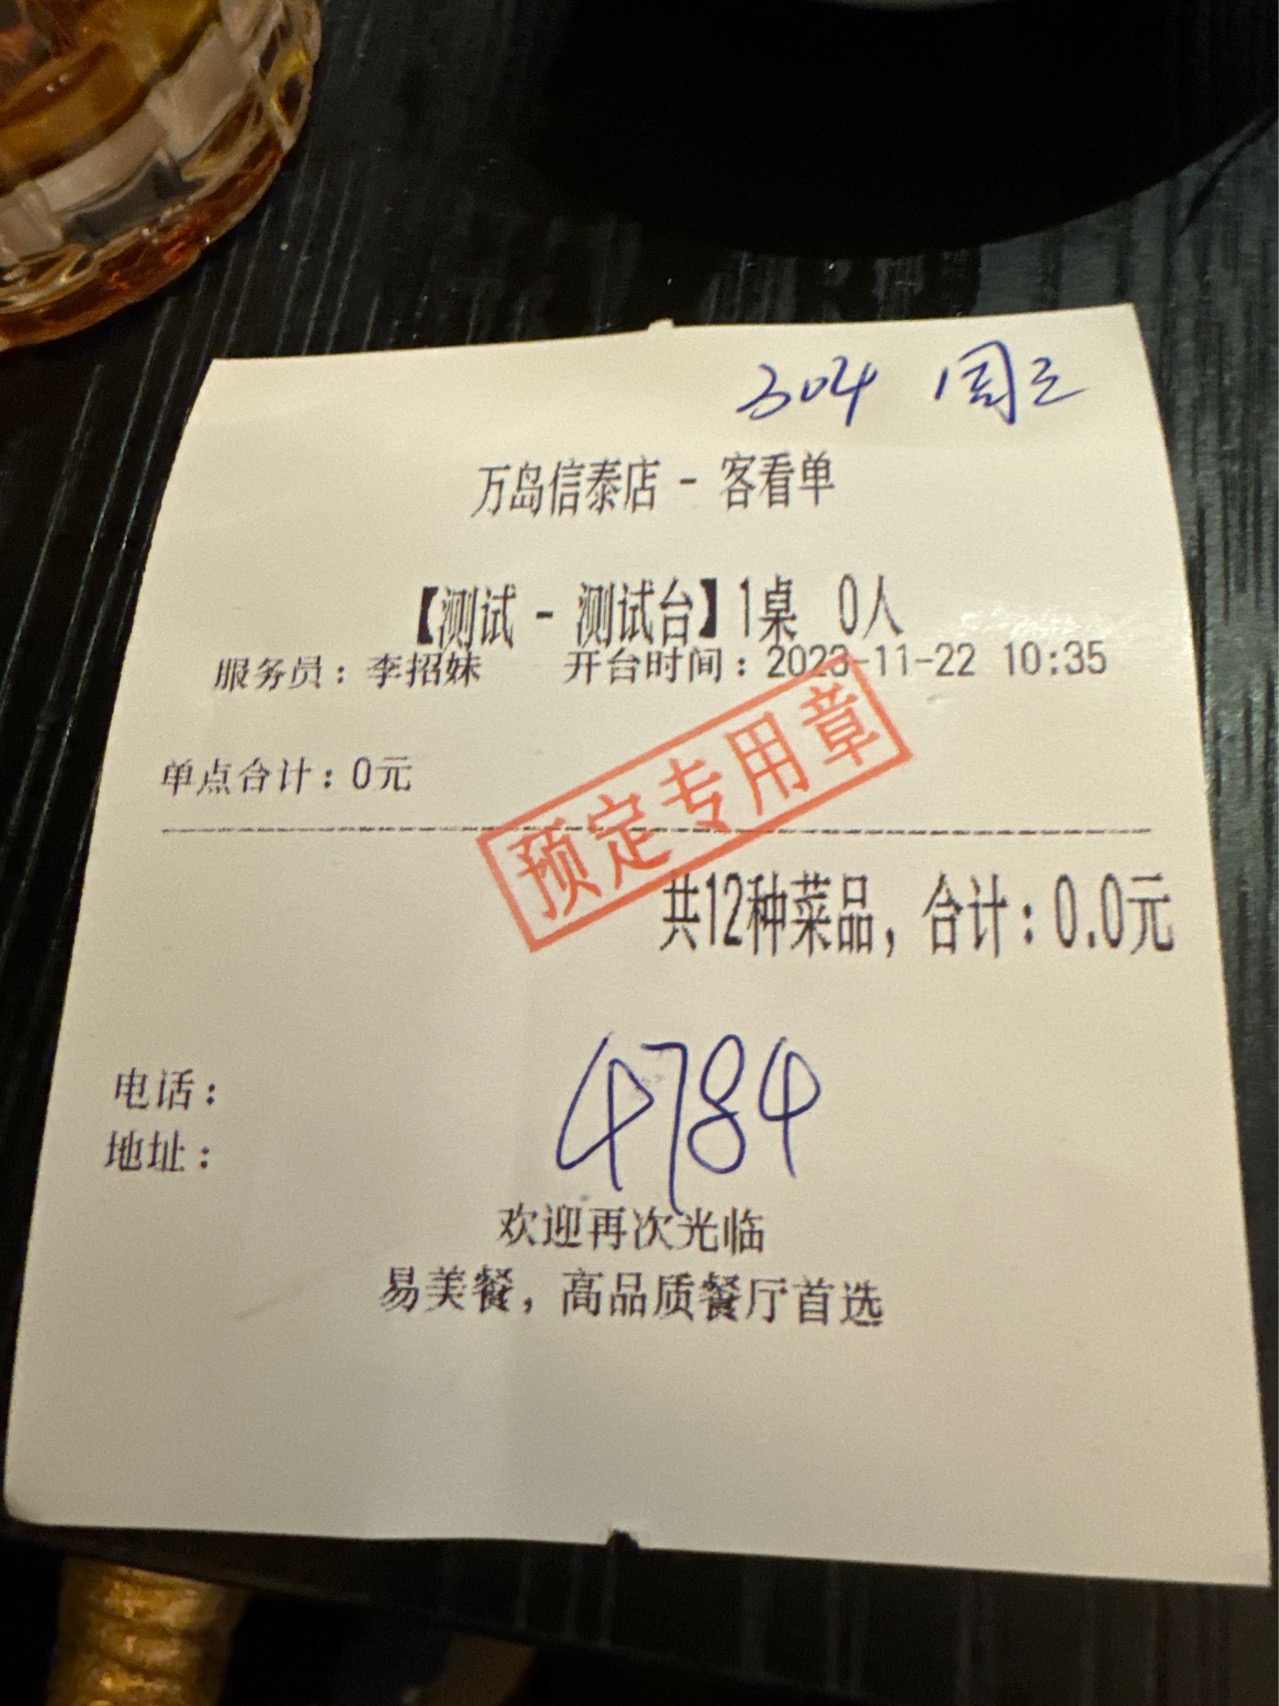 304 周三
万岛信泰店 - 客看单
【测试 - 测试台】1桌 0人
服务员：李招妹 开台时间：2023-11-22 10:35
单点合计：0元
预定专用章
共12种菜品，合计：0.0元
4784
电话：
地址：
欢迎再次光临
易美餐，高品质餐厅首选